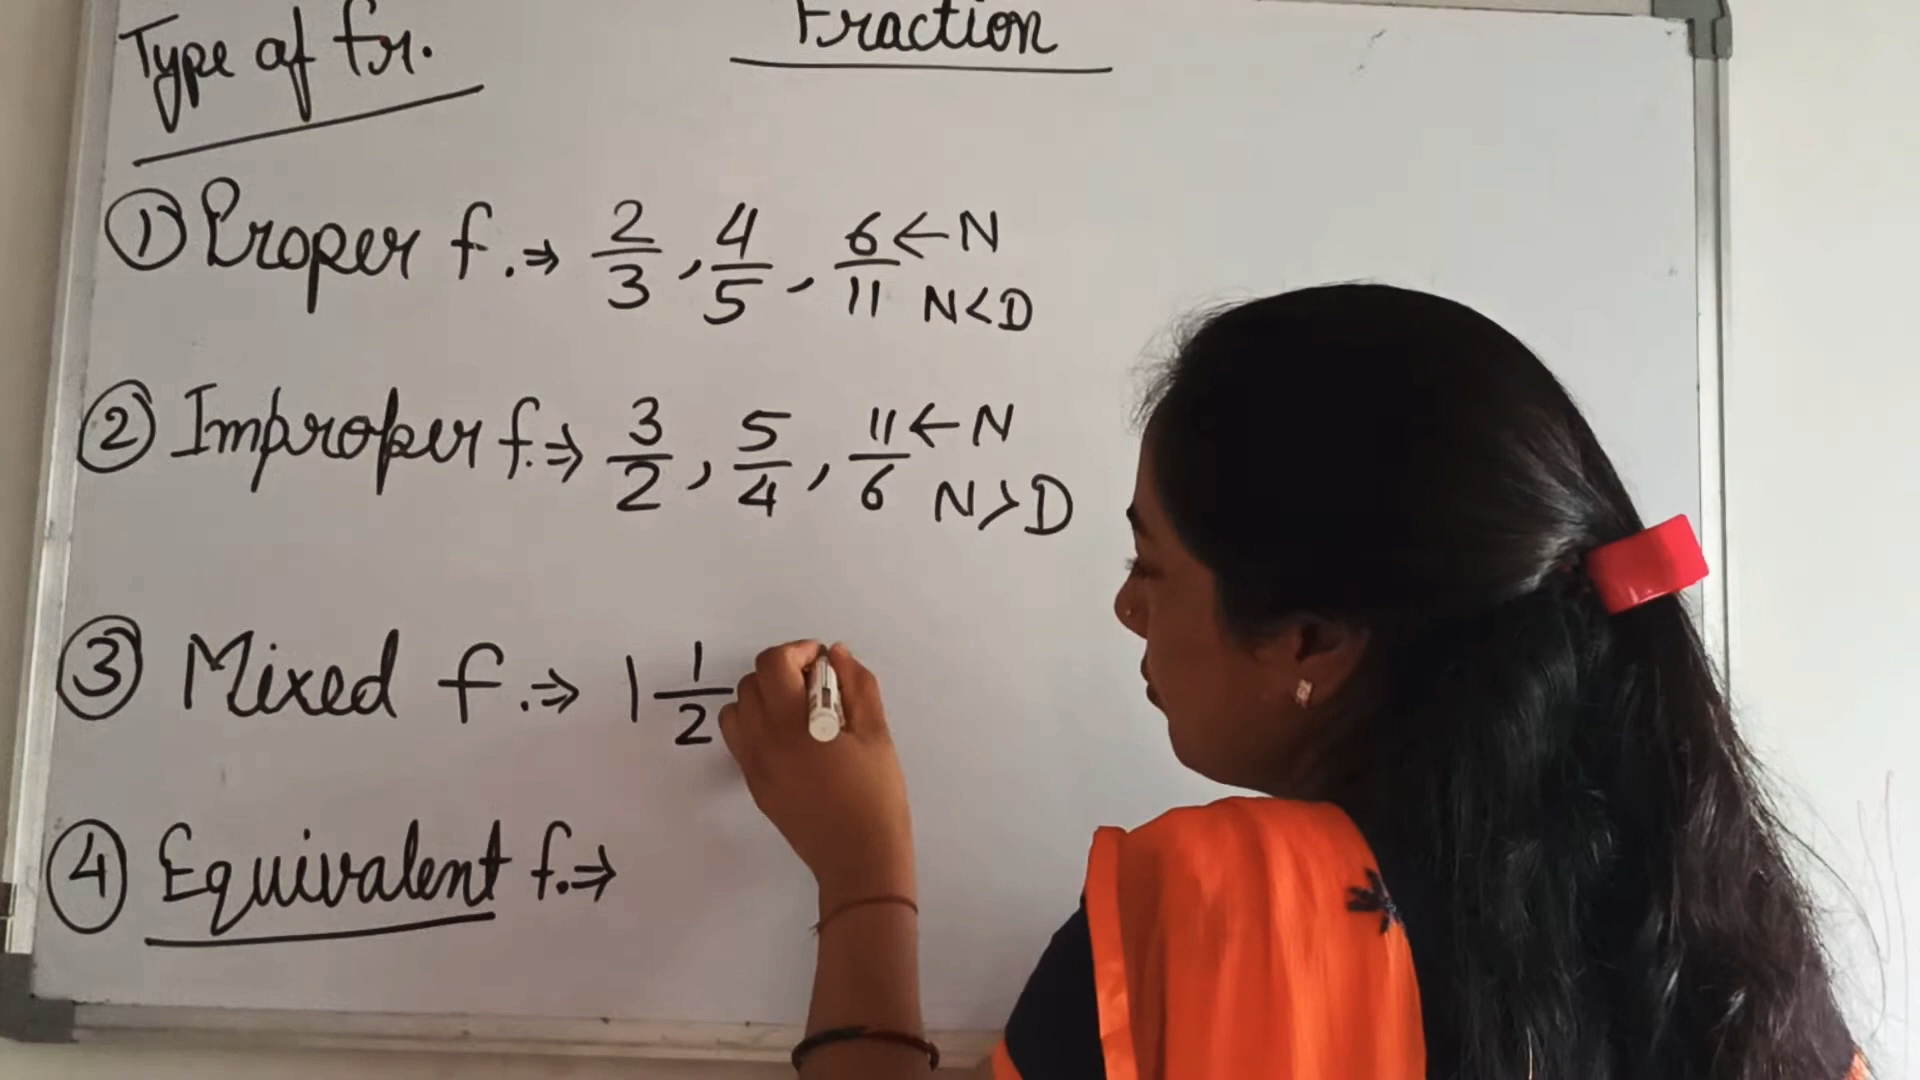 Fraction
Type of fr.
① Proper f. ⇒ 2/3, 4/5, 6/11 ← N
N<D
② Improper f. ⇒ 3/2, 5/4, 11/6 ← N
N>D
③ Mixed f. ⇒ 1 1/2
④ Equivalent f. ⇒